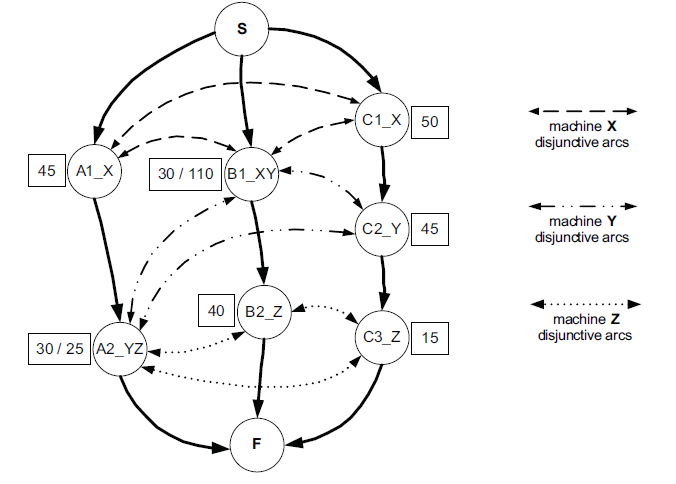 S
C1_X 50
machine X
disjunctive arcs
45 A1_X
30 / 110 B1_XY
C2_Y 45
machine Y
disjunctive arcs
40 B2_Z
machine Z
disjunctive arcs
C3_Z 15
30 / 25 A2_YZ
F